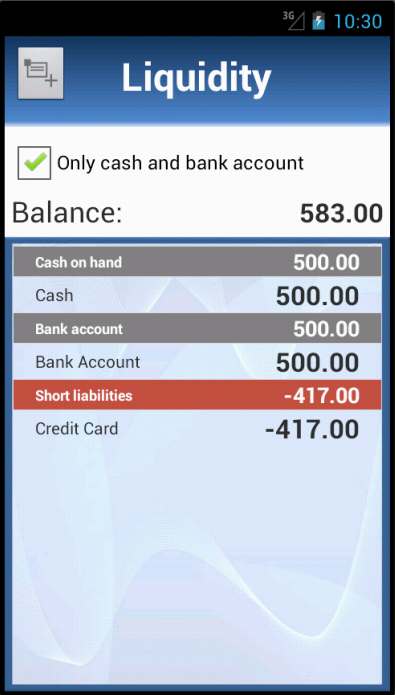 3G 10:30
Liquidity
Only cash and bank account
Balance: 583.00
Cash on hand 500.00
Cash 500.00
Bank account 500.00
Bank Account 500.00
Short liabilities -417.00
Credit Card -417.00